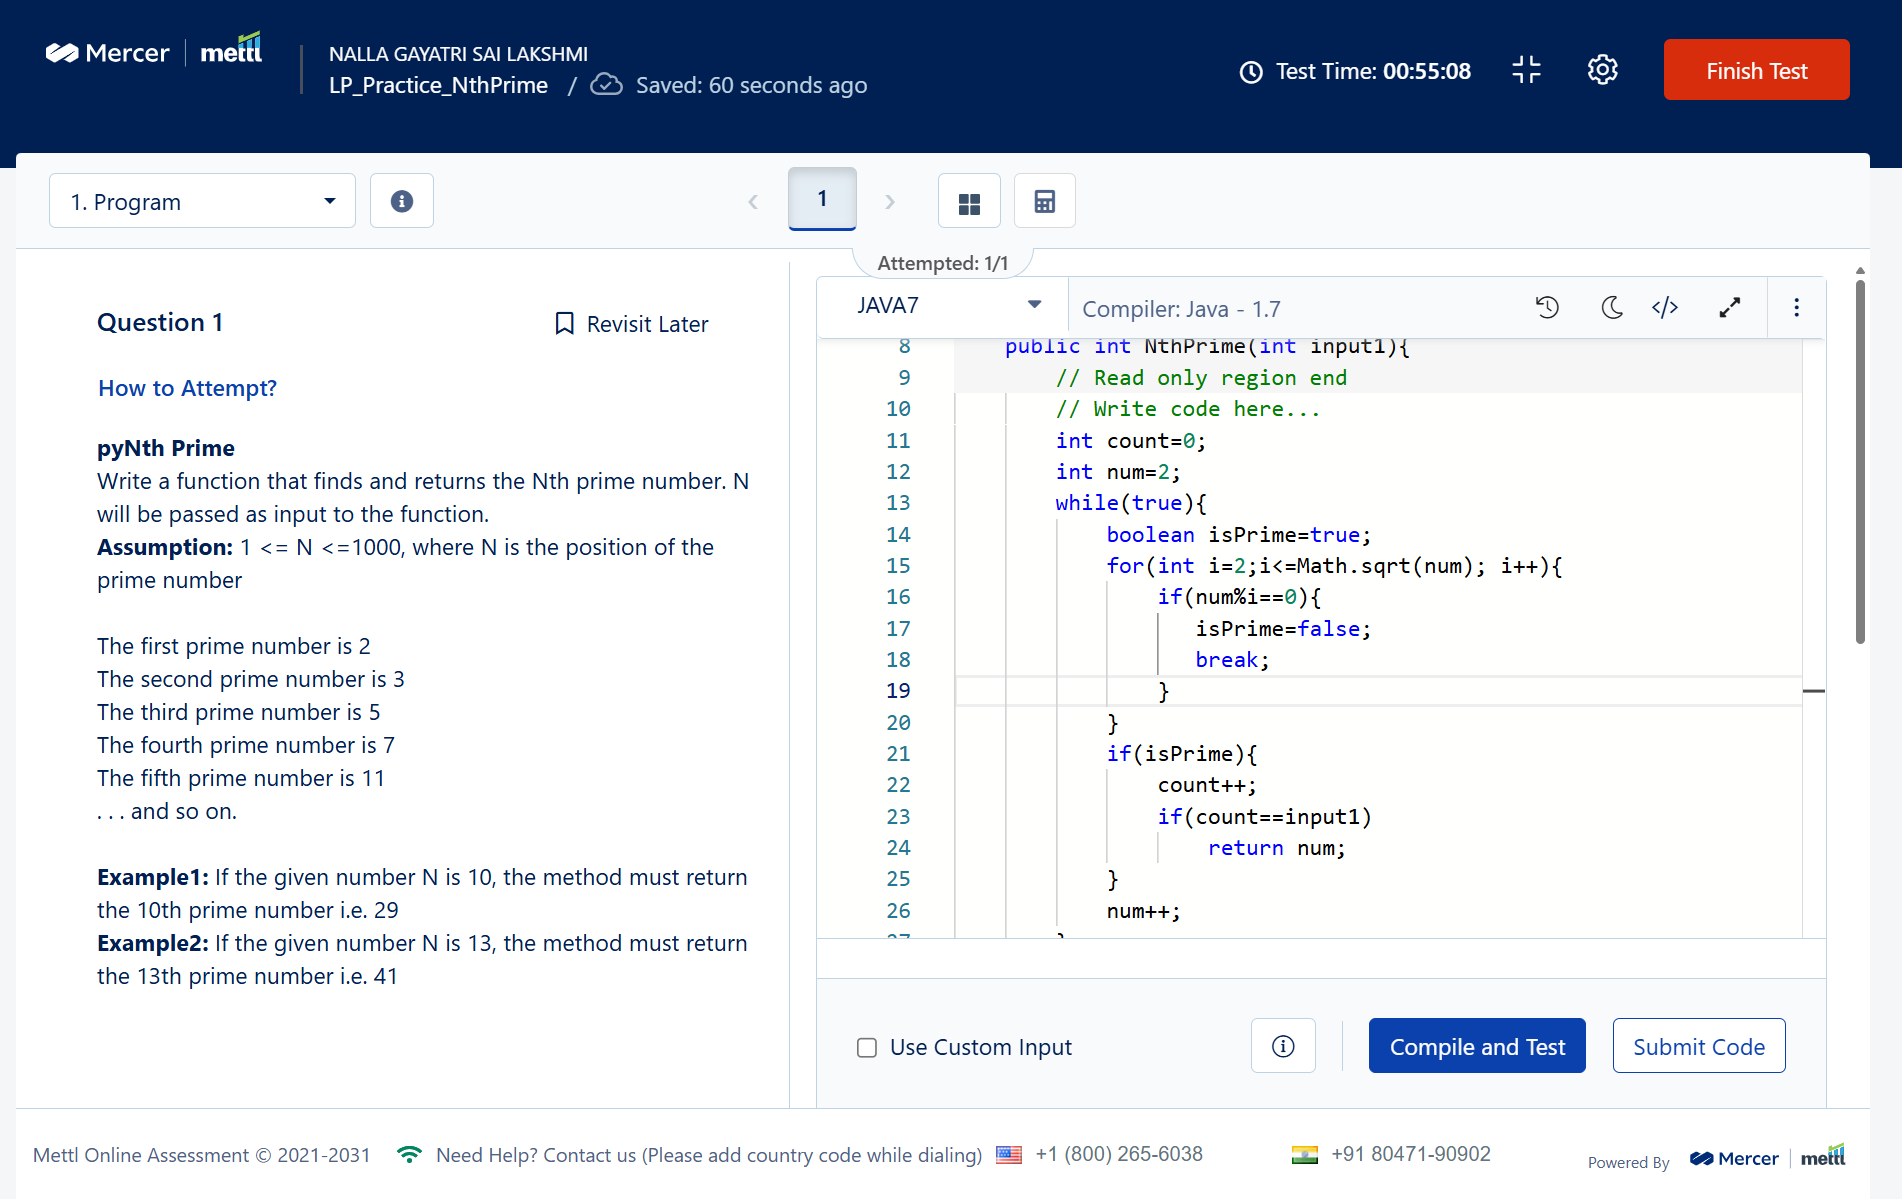 Mercer mettl
NALLA GAYATRI SAI LAKSHMI
LP_Practice_NthPrime / Saved: 60 seconds ago
Test Time: 00:55:08
Finish Test
1. Program
1
Attempted: 1/1
Question 1
Revisit Later
How to Attempt?
pyNth Prime
Write a function that finds and returns the Nth prime number. N
will be passed as input to the function.
Assumption: 1 <= N <=1000, where N is the position of the
prime number
The first prime number is 2
The second prime number is 3
The third prime number is 5
The fourth prime number is 7
The fifth prime number is 11
. . . and so on.
Example1: If the given number N is 10, the method must return
the 10th prime number i.e. 29
Example2: If the given number N is 13, the method must return
the 13th prime number i.e. 41
JAVA7
Compiler: Java - 1.7
</>
8 public int NthPrime(int input1){
9 // Read only region end
10 // Write code here...
11 int count=0;
12 int num=2;
13 while(true){
14 boolean isPrime=true;
15 for(int i=2;i<=Math.sqrt(num); i++){
16 if(num%i==0){
17 isPrime=false;
18 break;
19 }
20 }
21 if(isPrime){
22 count++;
23 if(count==input1)
24 return num;
25 }
26 num++;
Use Custom Input
Compile and Test
Submit Code
Mettl Online Assessment © 2021-2031
Need Help? Contact us (Please add country code while dialing)
+1 (800) 265-6038
+91 80471-90902
Powered By
Mercer mettl